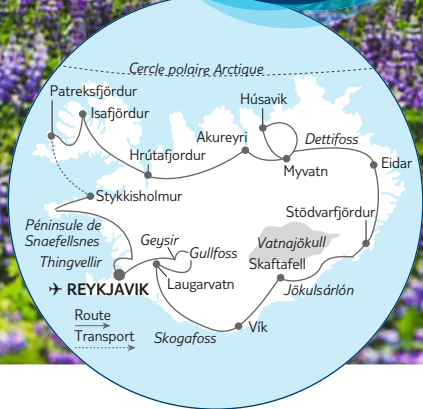 Cercle polaire Arctique
Patreksfjördur
Isafjördur
Húsavik
Akureyri
Dettifoss
Hrútafjordur
Myvatn
Eidar
Stykkisholmur
Stödvarfjördur
Péninsule de
Snaefellsnes
Geysir
Gullfoss
Vatnajökull
Thingvellir
Skaftafell
REYKJAVIK
Laugarvatn
Jökulsárlón
Route
Transport
Skogafoss
Vík